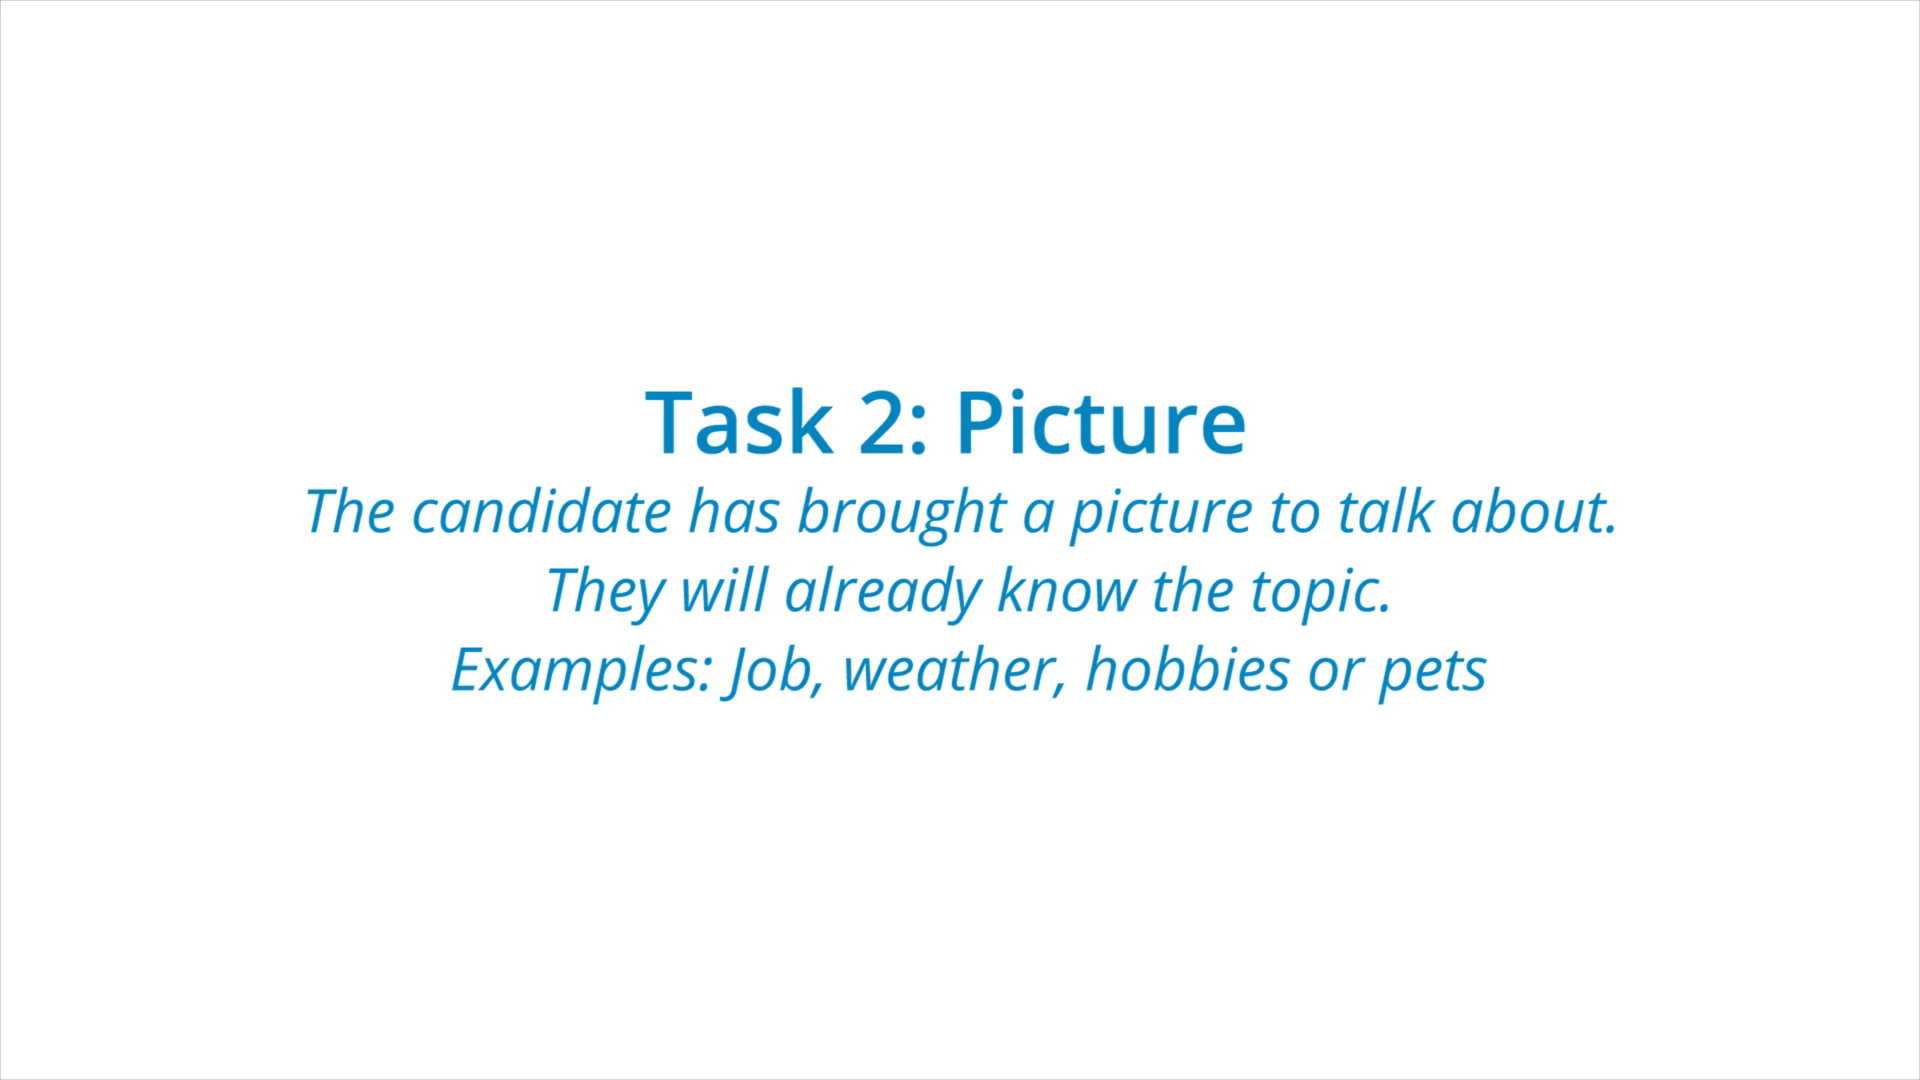 Task 2: Picture
The candidate has brought a picture to talk about.
They will already know the topic.
Examples: Job, weather, hobbies or pets